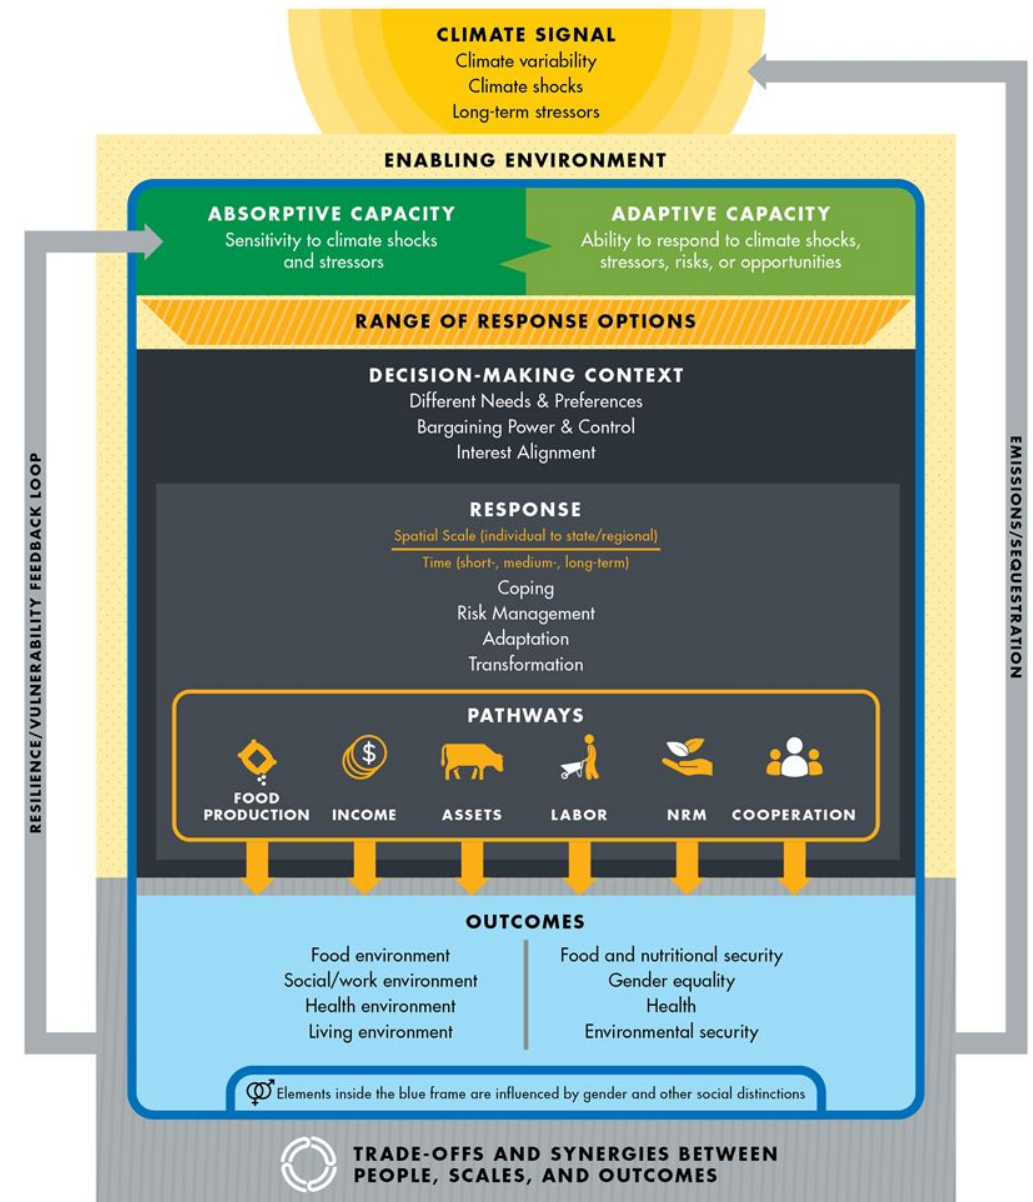 CLIMATE SIGNAL
Climate variability
Climate shocks
Long-term stressors
ENABLING ENVIRONMENT
ABSORPTIVE CAPACITY
Sensitivity to climate shocks
and stressors
ADAPTIVE CAPACITY
Ability to respond to climate shocks,
stressors, risks, or opportunities
RANGE OF RESPONSE OPTIONS
DECISION-MAKING CONTEXT
Different Needs & Preferences
Bargaining Power & Control
Interest Alignment
RESPONSE
Spatial Scale (individual to state/regional)
Time (short-, medium-, long-term)
Coping
Risk Management
Adaptation
Transformation
PATHWAYS
$
FOOD
PRODUCTION
INCOME
ASSETS
LABOR
NRM
COOPERATION
OUTCOMES
Food environment
Social/work environment
Health environment
Living environment
Food and nutritional security
Gender equality
Health
Environmental security
Elements inside the blue frame are influenced by gender and other social distinctions
TRADE-OFFS AND SYNERGIES BETWEEN
PEOPLE, SCALES, AND OUTCOMES
RESILIENCE/VULNERABILITY FEEDBACK LOOP
EMISSIONS/SEQUESTRATION